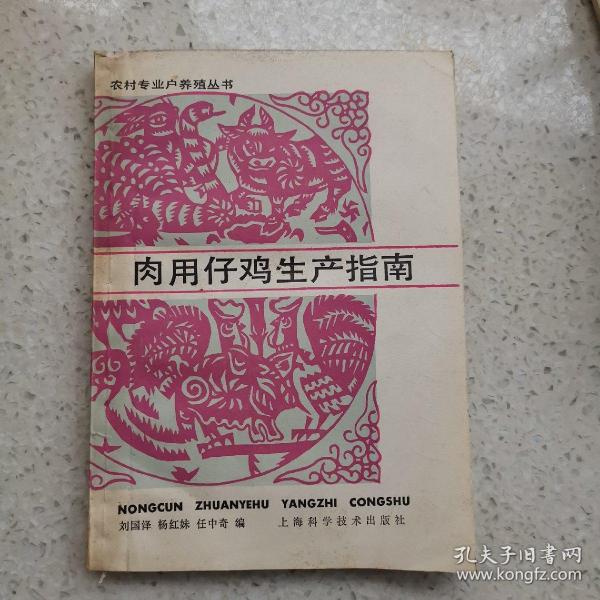 农村专业户养殖丛书
肉用仔鸡生产指南
NONGCUN ZHUANYEHU YANGZHI CONGSHU
刘国泽 杨红妹 任中奇 编 上海科学技术出版社
孔夫子旧书网
www.kongfz.com